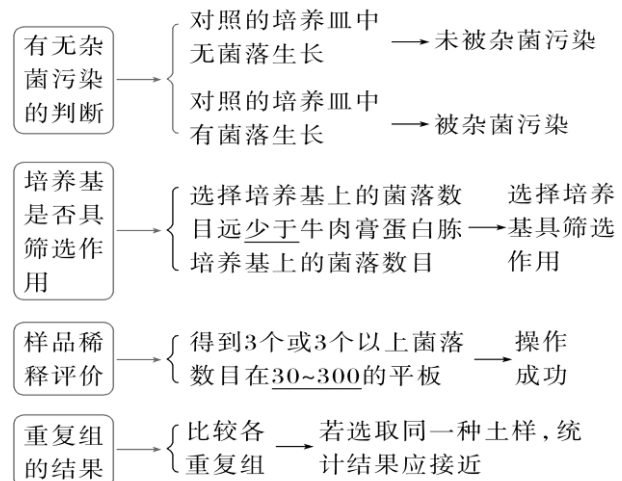 有无杂
菌污染
的判断
对照的培养皿中
无菌落生长
未被杂菌污染
对照的培养皿中
有菌落生长
被杂菌污染
培养基
是否具
筛选作
用
选择培养基上的菌落数
目远少于牛肉膏蛋白胨
培养基上的菌落数目
选择培养
基具筛选
作用
样品稀
释评价
得到3个或3个以上菌落
数目在30~300的平板
操作
成功
重复组
的结果
比较各
重复组
若选取同一种土样,统
计结果应接近